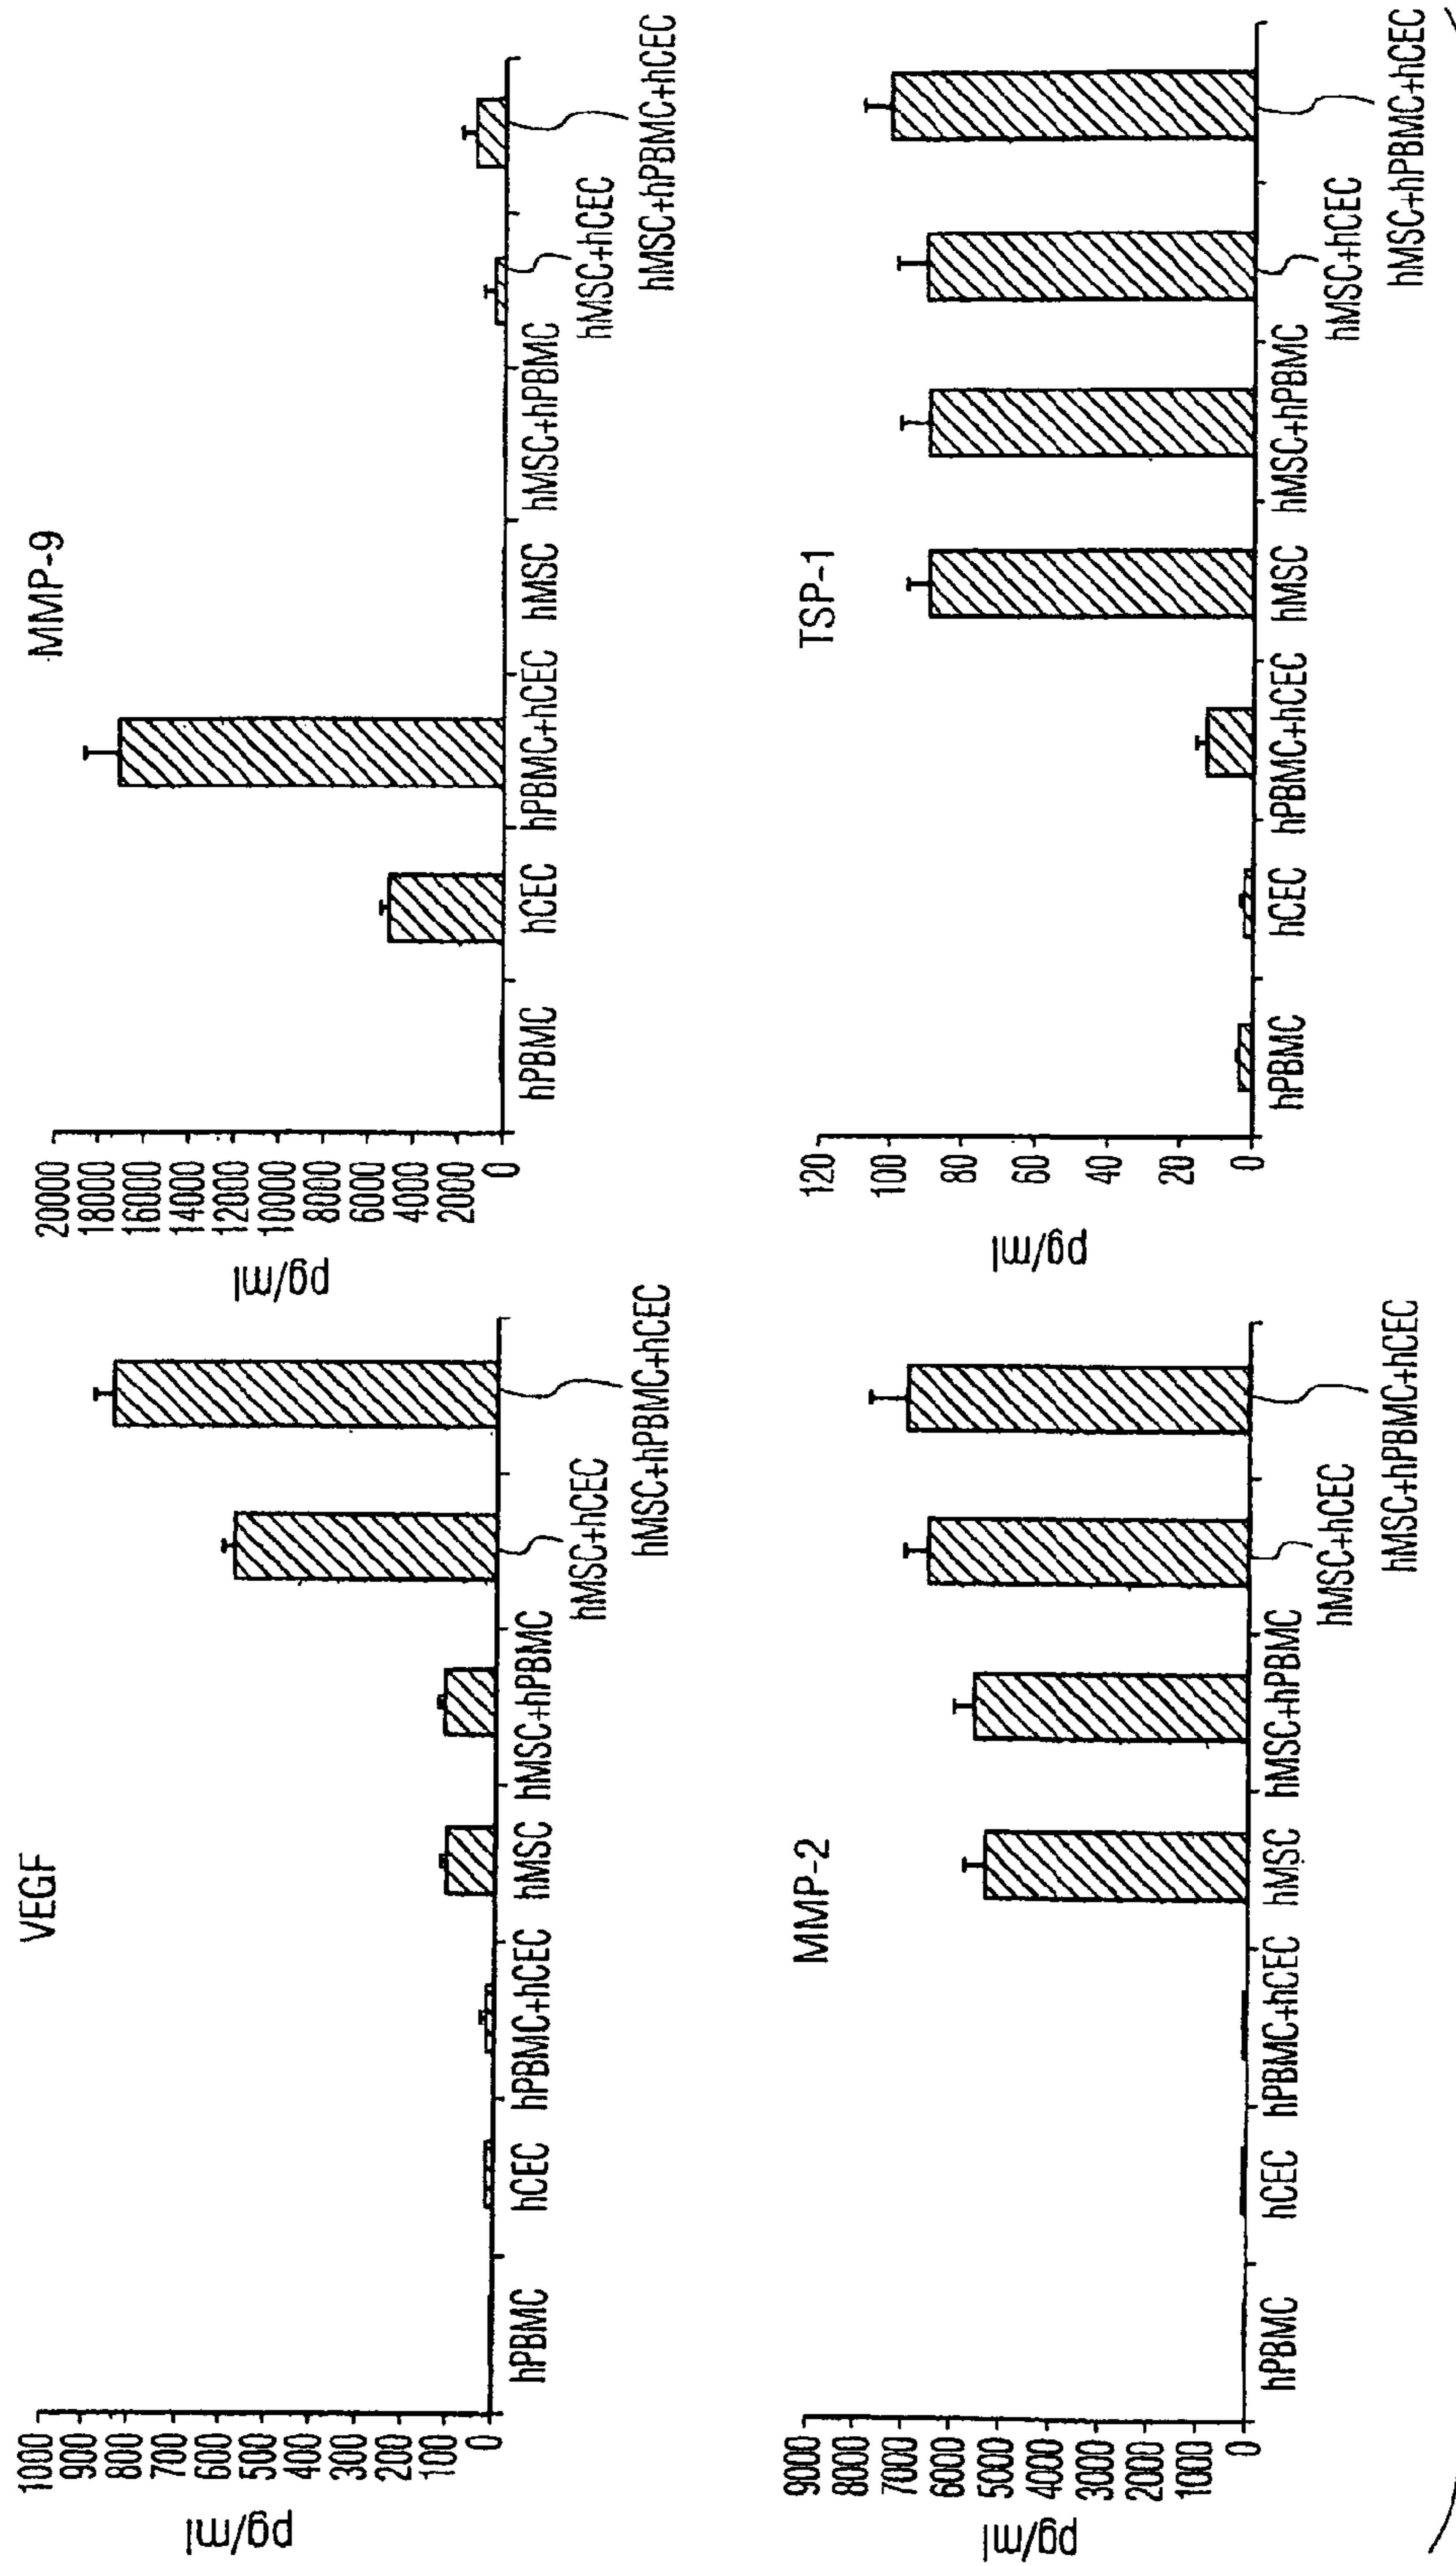 VEGF
pg/ml
1000
900
800
700
600
500
400
300
200
100
0
hPBMC
hCEC
hPBMC+hCEC
hMSC
hMSC+hPBMC
hMSC+hCEC
hMSC+hPBMC+hCEC
MMP-9
pg/ml
20000
18000
16000
14000
12000
10000
8000
6000
4000
2000
0
hPBMC
hCEC
hPBMC+hCEC
hMSC
hMSC+hPBMC
hMSC+hCEC
hMSC+hPBMC+hCEC
MMP-2
pg/ml
9000
8000
7000
6000
5000
4000
3000
2000
1000
0
hPBMC
hCEC
hPBMC+hCEC
hMSC
hMSC+hPBMC
hMSC+hCEC
hMSC+hPBMC+hCEC
TSP-1
pg/ml
120
100
80
60
40
20
0
hPBMC
hCEC
hPBMC+hCEC
hMSC
hMSC+hPBMC
hMSC+hCEC
hMSC+hPBMC+hCEC